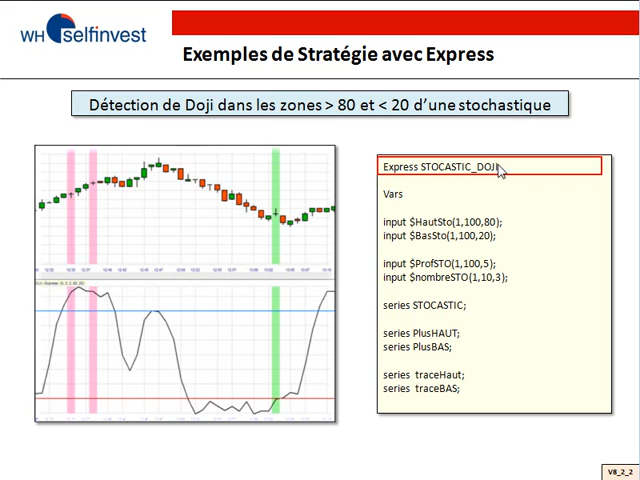 WH selfinvest
Exemples de Stratégie avec Express
Détection de Doji dans les zones > 80 et < 20 d'une stochastique
Express STOCASTIC_DOJI
Vars
input $HautSto(1,100,80);
input $BasSto(1,100,20);
input $ProfSTO(1,100,5);
input $nombreSTO(1,10,3);
series STOCASTIC;
series PlusHAUT;
series PlusBAS;
series traceHaut;
series traceBAS;
V8_2_2